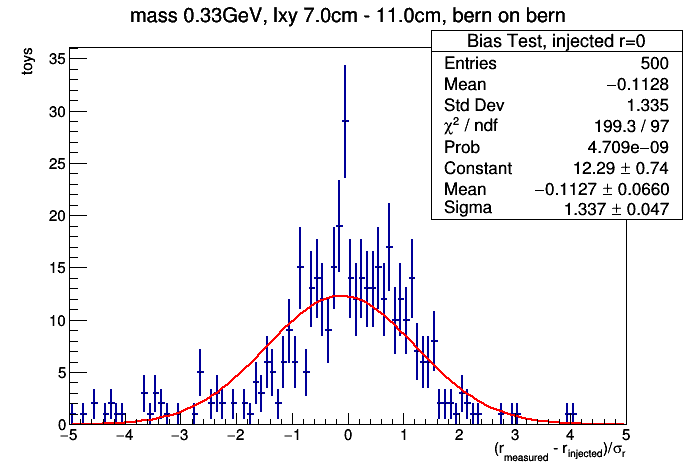 mass 0.33GeV, lxy 7.0cm - 11.0cm, bern on bern
toys
Bias Test, injected r=0
Entries 500
Mean −0.1128
Std Dev 1.335
χ² / ndf 199.3 / 97
Prob 4.709e−09
Constant 12.29 ± 0.74
Mean −0.1127 ± 0.0660
Sigma 1.337 ± 0.047
35
30
25
20
15
10
5
0
−5 −4 −3 −2 −1 0 1 2 3 4 5
(r_measured - r_injected)/σ_r